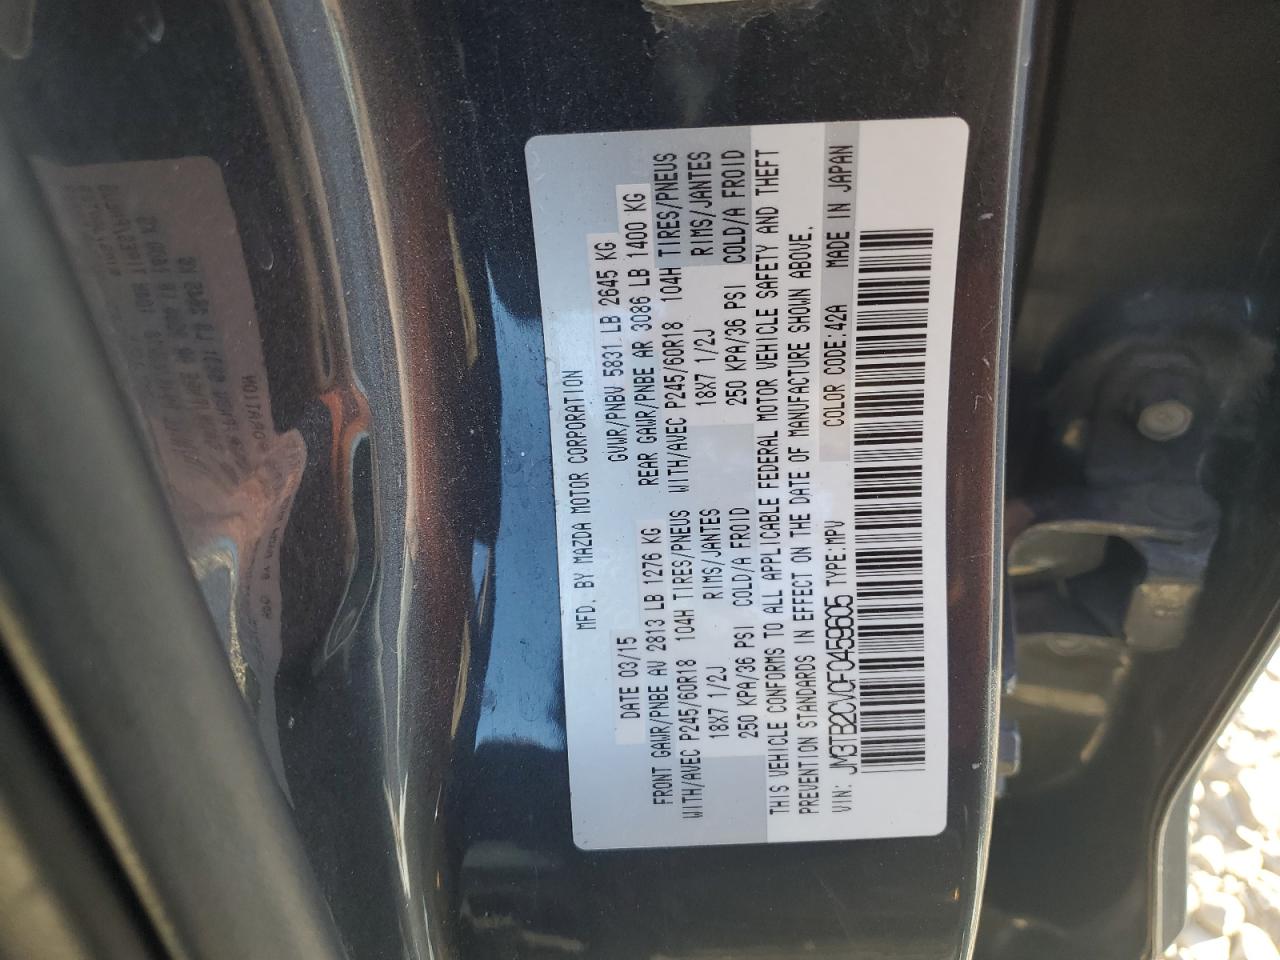 MFD. BY MAZDA MOTOR CORPORATION
DATE 03/15 GVWR/PNBV 5831 LB 2645 KG
FRONT GAWR/PNBE AV 2813 LB 1276 KG REAR GAWR/PNBE AR 3086 LB 1400 KG
WITH/AVEC P245/60R18 104H TIRES/PNEUS WITH/AVEC P245/60R18 104H TIRES/PNEUS
18X7 1/2J RIMS/JANTES 18X7 1/2J RIMS/JANTES
250 KPA/36 PSI COLD/A FROID 250 KPA/36 PSI COLD/A FROID
THIS VEHICLE CONFORMS TO ALL APPLICABLE FEDERAL MOTOR VEHICLE SAFETY AND THEFT
PREVENTION STANDARDS IN EFFECT ON THE DATE OF MANUFACTURE SHOWN ABOVE.
VIN: JM3TB2CV0F0459605 TYPE:MPV COLOR CODE:42A MADE IN JAPAN